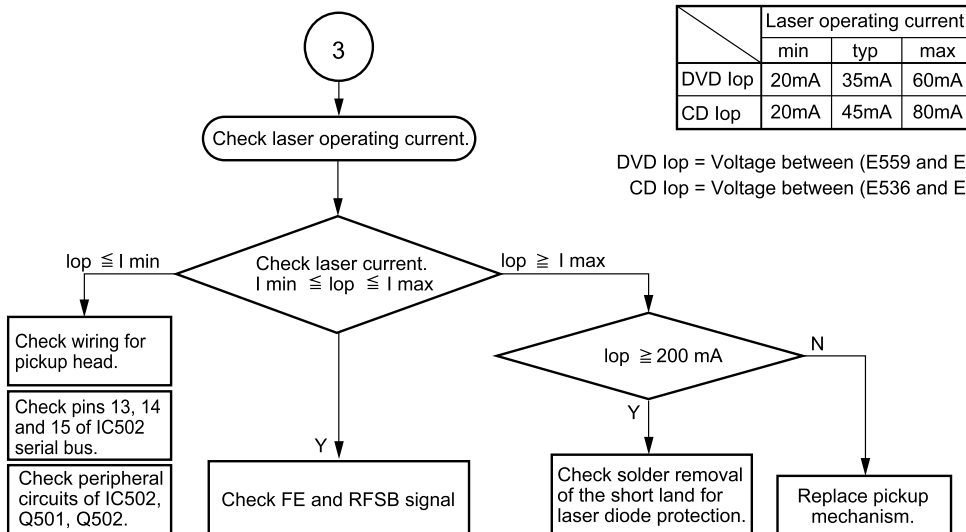 3
Check laser operating current.
Laser operating current
min typ max
DVD Iop 20mA 35mA 60mA
CD Iop 20mA 45mA 80mA
DVD Iop = Voltage between (E559 and E
CD Iop = Voltage between (E536 and E
Iop ≦ I min
Check laser current.
I min ≦ Iop ≦ I max
Iop ≧ I max
Check wiring for
pickup head.
Check pins 13, 14
and 15 of IC502
serial bus.
Check peripheral
circuits of IC502,
Q501, Q502.
Y
Check FE and RFSB signal
Iop ≧ 200 mA
N
Y
Check solder removal
of the short land for
laser diode protection.
Replace pickup
mechanism.